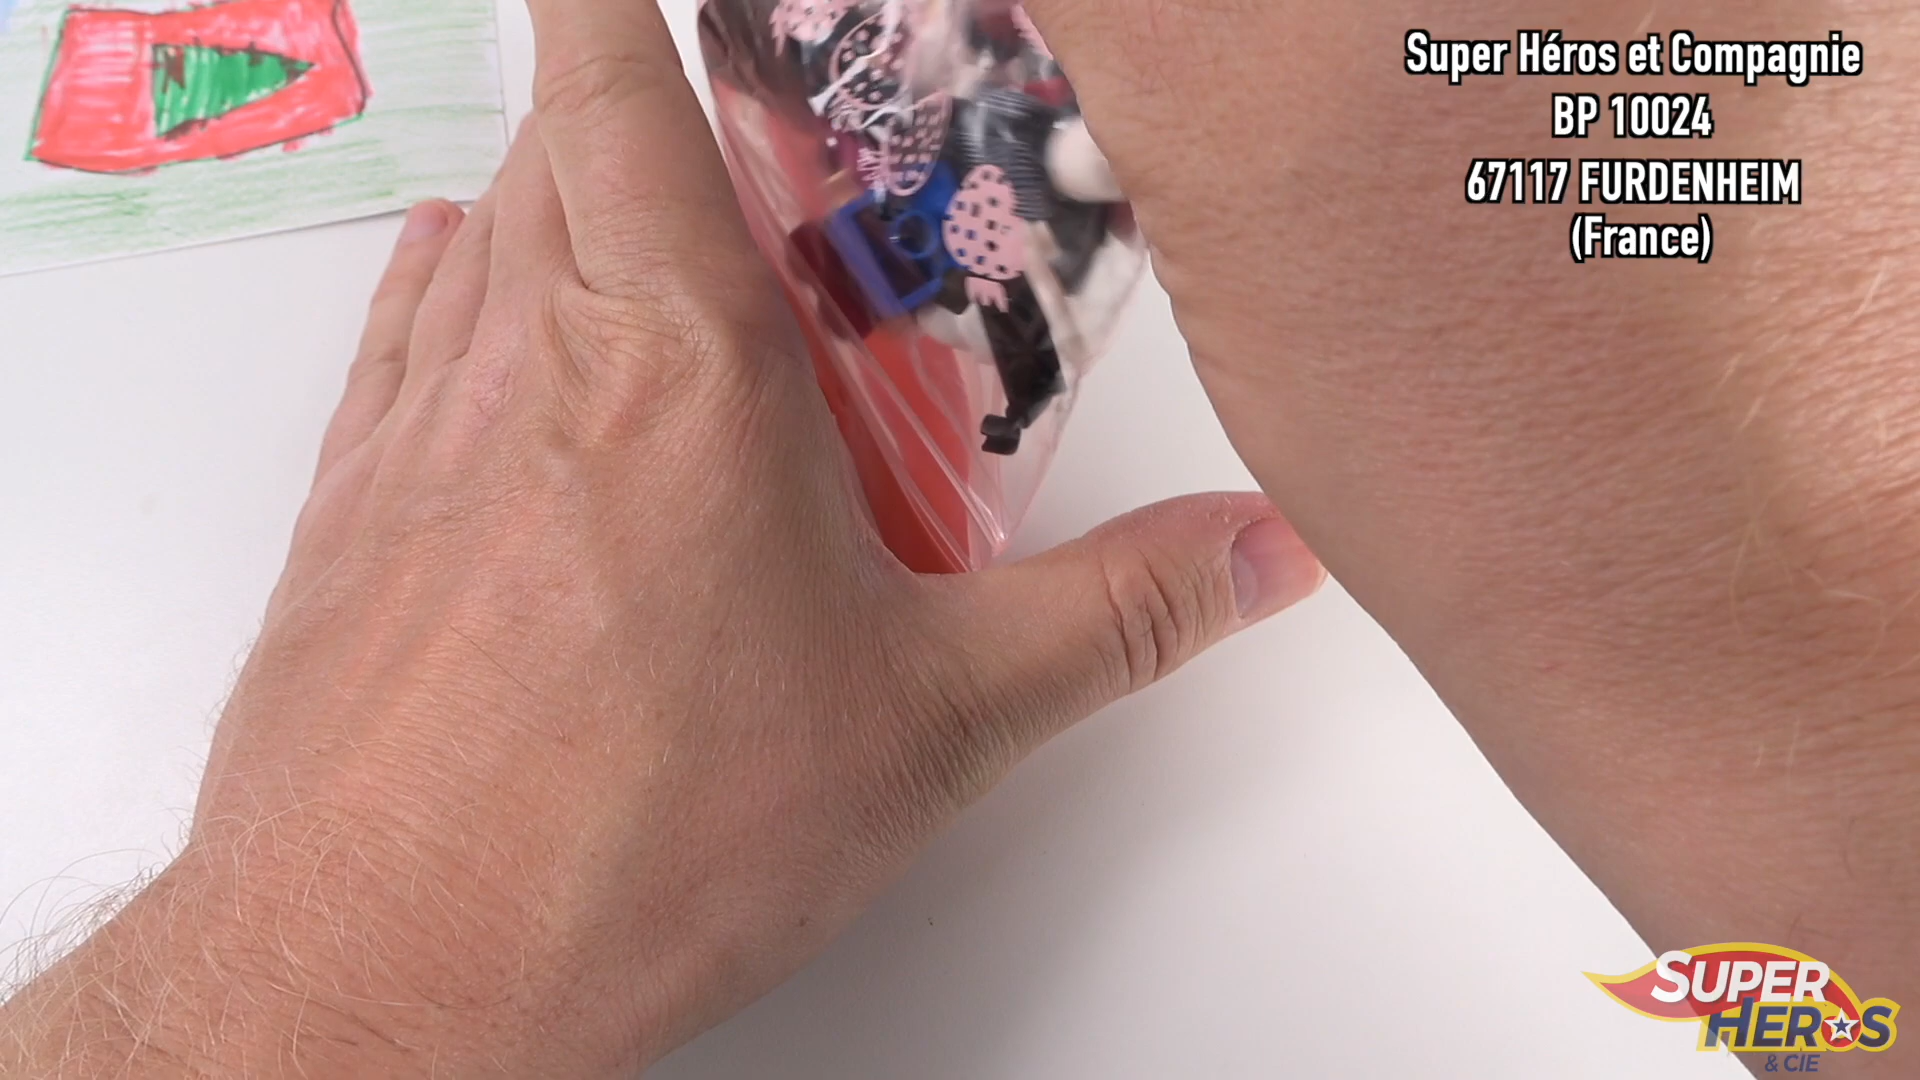 Super Héros et Compagnie
BP 10024
67117 FURDENHEIM
(France)
SUPER
HEROS
& CIE